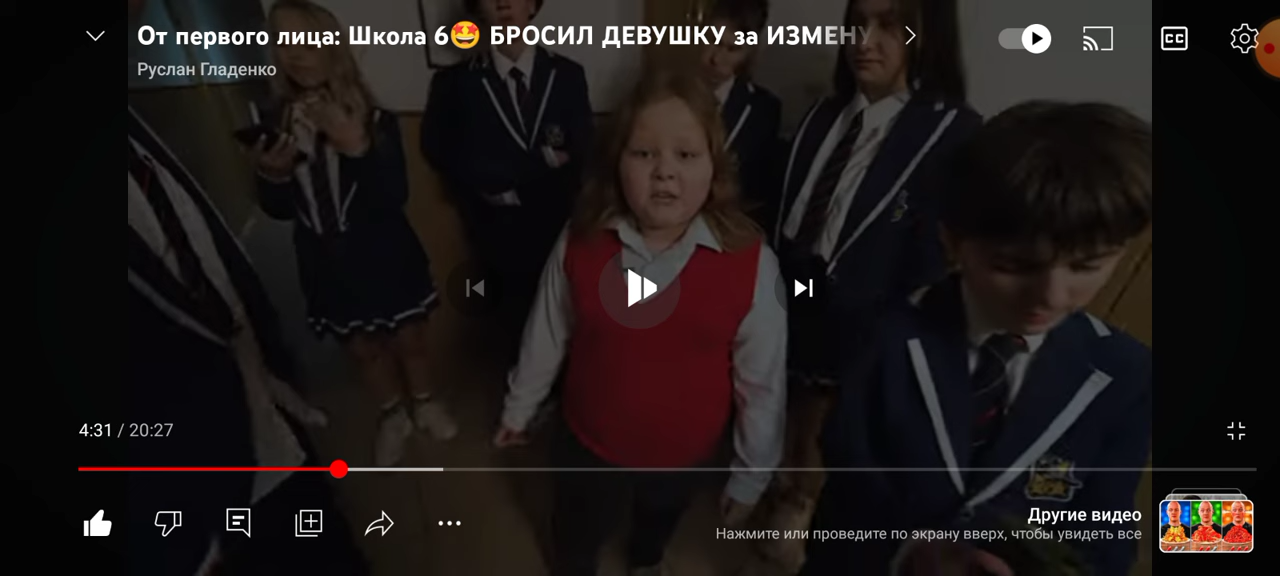 От первого лица: Школа 6🤩 БРОСИЛ ДЕВУШКУ за ИЗМЕНУ
Руслан Гладенко
CC
4:31 / 20:27
Другие видео
Нажмите или проведите по экрану вверх, чтобы увидеть все